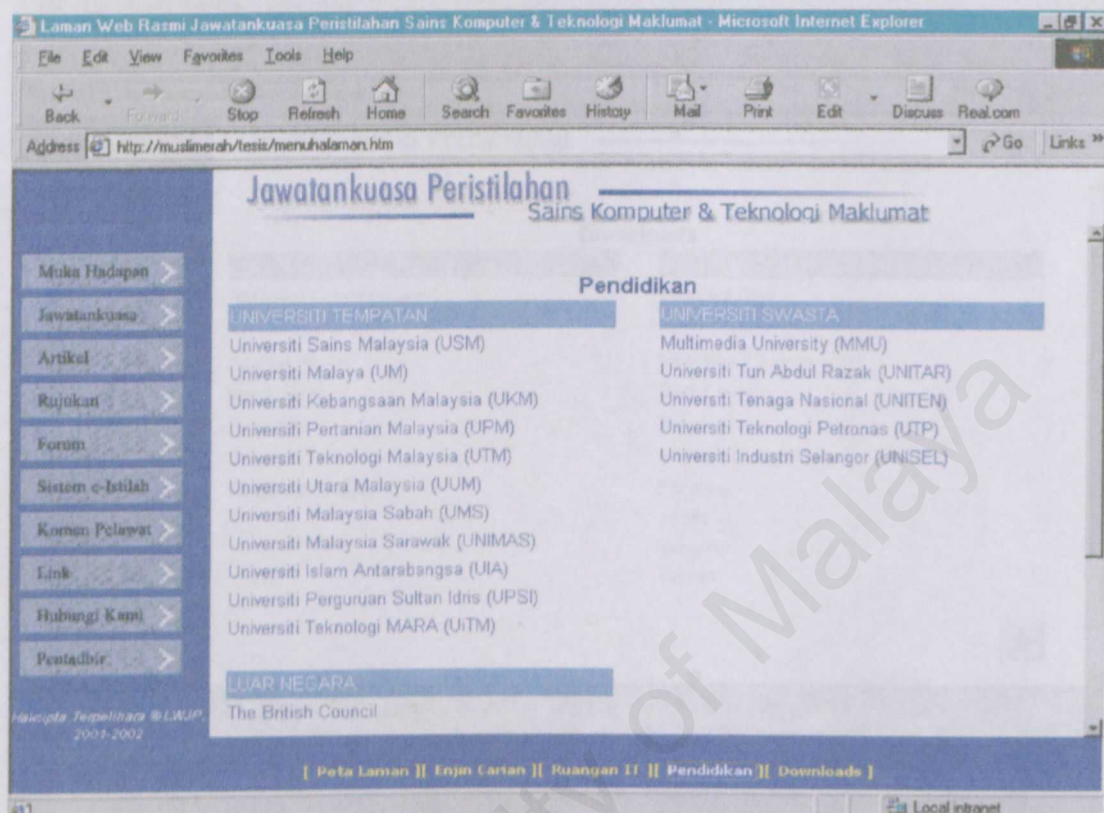 Laman Web Rasmi Jawatankuasa Peristilahan Sains Komputer & Teknologi Maklumat - Microsoft Internet Explorer
File Edit View Favorites Tools Help
Back Forward Stop Refresh Home Search Favorites History Mail Print Edit Discuss Real.com
Address http://muslimerah/tesis/menuhalaman.htm Go Links »
Jawatankuasa Peristilahan
Sains Komputer & Teknologi Maklumat
Muka Hadapan
Jawatankuasa
Artikel
Rujukan
Forum
Sistem e-Istilah
Komen Pelawat
Link
Hubungi Kami
Pentadbir
Hakcipta Terpelihara @ LWJP
2001-2002
Pendidikan
UNIVERSITI TEMPATAN
Universiti Sains Malaysia (USM)
Universiti Malaya (UM)
Universiti Kebangsaan Malaysia (UKM)
Universiti Pertanian Malaysia (UPM)
Universiti Teknologi Malaysia (UTM)
Universiti Utara Malaysia (UUM)
Universiti Malaysia Sabah (UMS)
Universiti Malaysia Sarawak (UNIMAS)
Universiti Islam Antarabangsa (UIA)
Universiti Perguruan Sultan Idris (UPSI)
Universiti Teknologi MARA (UiTM)
UNIVERSITI SWASTA
Multimedia University (MMU)
Universiti Tun Abdul Razak (UNITAR)
Universiti Tenaga Nasional (UNITEN)
Universiti Teknologi Petronas (UTP)
Universiti Industri Selangor (UNISEL)
LUAR NEGARA
The British Council
[ Peta Laman ][ Enjin Carian ][ Ruangan IT ][ Pendidikan ][ Downloads ]
Local intranet
of Malaya